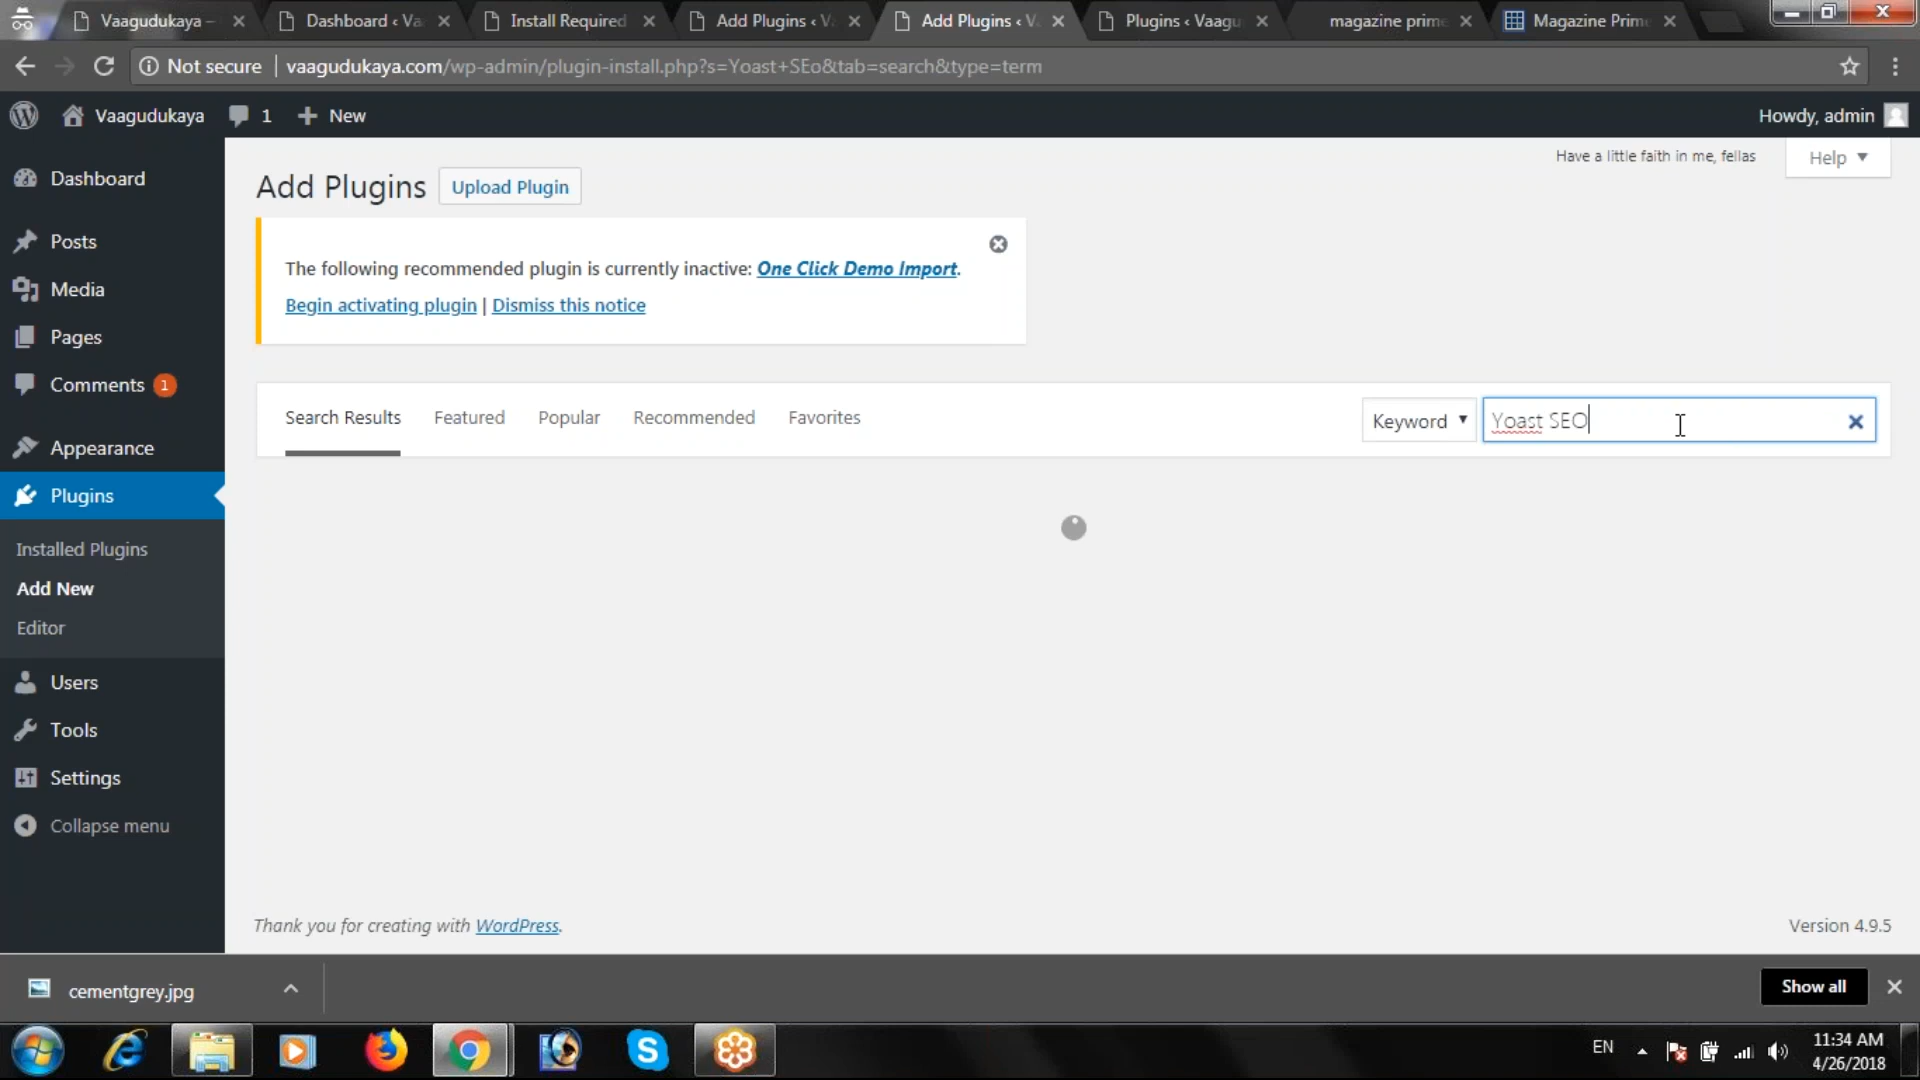 Vaagudukaya –
Dashboard ‹ Va
Install Required
Add Plugins ‹ V
Add Plugins ‹ V
Plugins ‹ Vaagu
magazine prime
Magazine Prime
Not secure
vaagudukaya.com/wp-admin/plugin-install.php?s=Yoast+SEo&tab=search&type=term
Vaagudukaya
1
New
Howdy, admin
Dashboard
Posts
Media
Pages
Comments 1
Appearance
Plugins
Installed Plugins
Add New
Editor
Users
Tools
Settings
Collapse menu
Have a little faith in me, fellas
Help
Add Plugins
Upload Plugin
The following recommended plugin is currently inactive: One Click Demo Import.
Begin activating plugin | Dismiss this notice
Search Results
Featured
Popular
Recommended
Favorites
Keyword
Yoast SEO
Thank you for creating with WordPress.
Version 4.9.5
cementgrey.jpg
Show all
EN
11:34 AM
4/26/2018